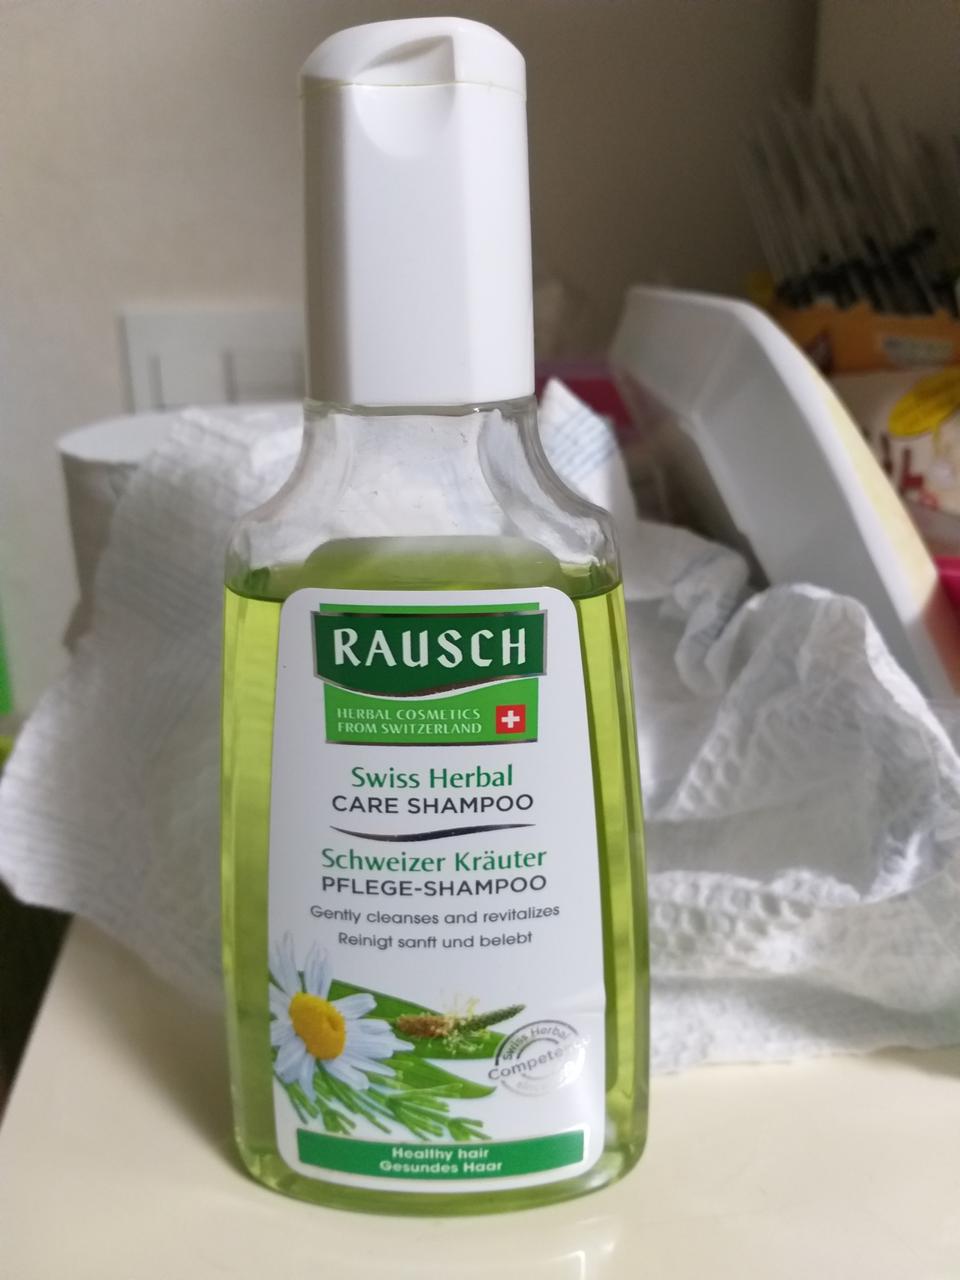 RAUSCH
HERBAL COSMETICS
FROM SWITZERLAND
Swiss Herbal
CARE SHAMPOO
Schweizer Kräuter
PFLEGE-SHAMPOO
Gently cleanses and revitalizes
Reinigt sanft und belebt
Swiss Herbal
Healthy hair
Gesundes Haar